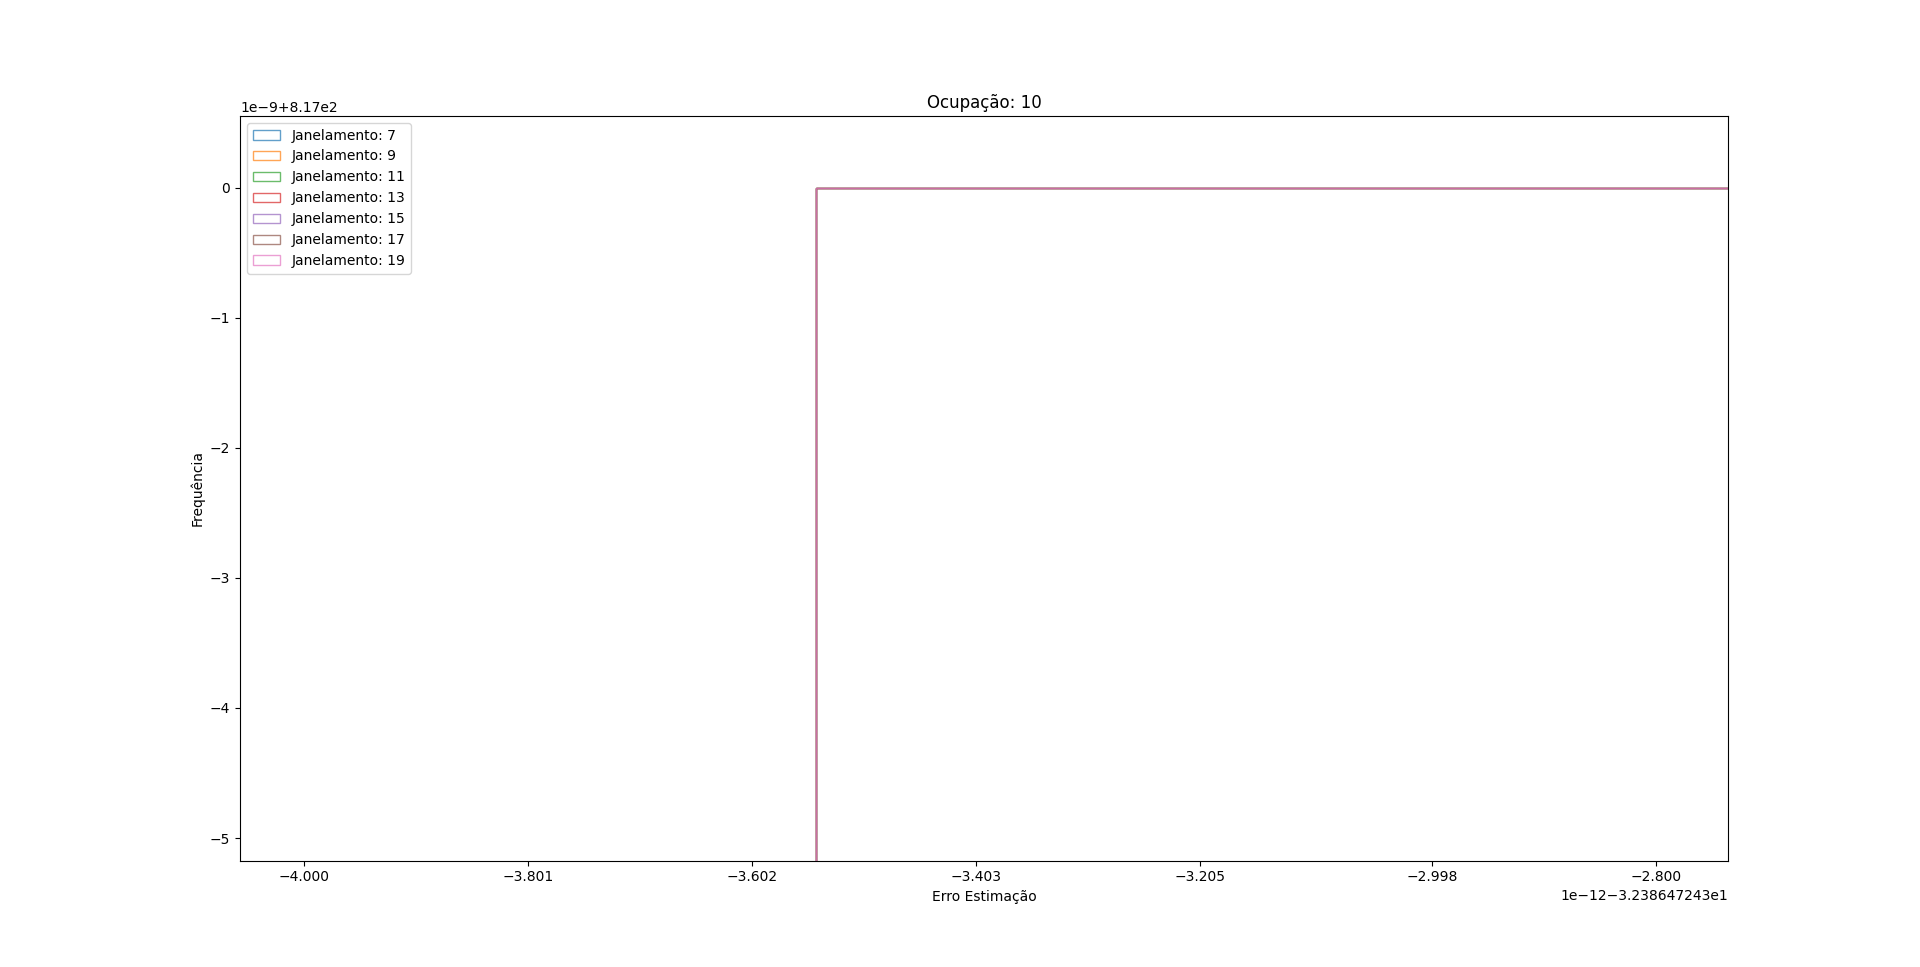 Ocupação: 10
1e−9+8.17e2
Janelamento: 7
Janelamento: 9
Janelamento: 11
Janelamento: 13
Janelamento: 15
Janelamento: 17
Janelamento: 19
0
−1
−2
−3
−4
−5
Frequência
−4.000 −3.801 −3.602 −3.403 −3.205 −2.998 −2.800
Erro Estimação
1e−12−3.238647243e1